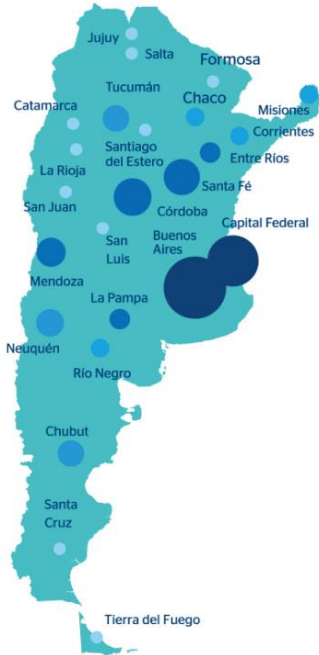 Jujuy
Salta
Formosa
Tucumán
Chaco
Catamarca
Misiones
Corrientes
Santiago
del Estero
Entre Ríos
La Rioja
Santa Fé
San Juan
Córdoba
Capital Federal
San
Luis
Buenos
Aires
Mendoza
La Pampa
Neuquén
Río Negro
Chubut
Santa
Cruz
Tierra del Fuego